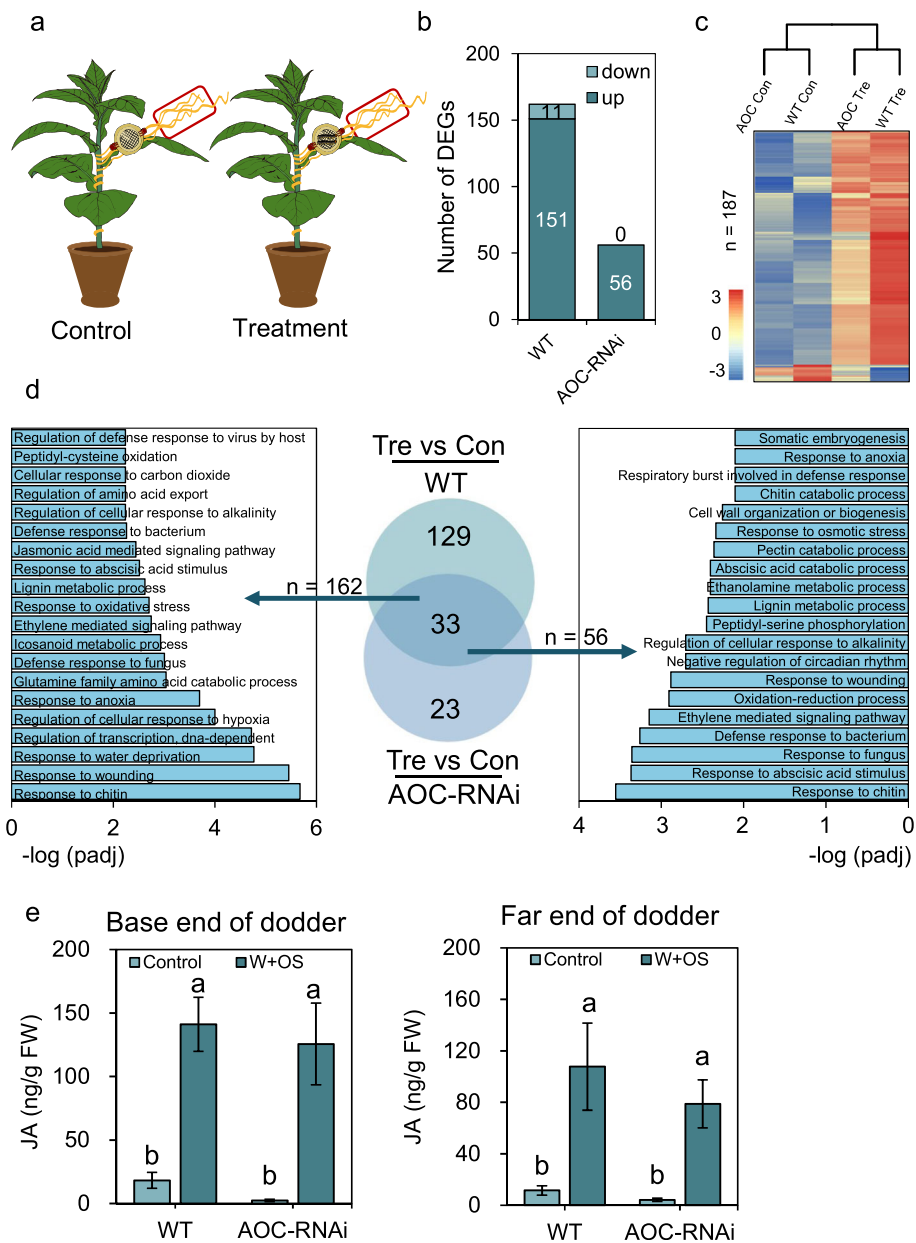 a
Control
Treatment
b
Number of DEGs
200
150
100
50
0
down
up
11
151
0
56
WT
AOC-RNAi
c
AOC Con
WT Con
AOC Tre
WT Tre
n = 187
3
0
-3
d
Regulation of defense response to virus by host
Peptidyl-cysteine oxidation
Cellular response to carbon dioxide
Regulation of amino acid export
Regulation of cellular response to alkalinity
Defense response to bacterium
Jasmonic acid mediated signaling pathway
Response to abscisic acid stimulus
Lignin metabolic process
Response to oxidative stress
Ethylene mediated signaling pathway
Icosanoid metabolic process
Defense response to fungus
Glutamine family amino acid catabolic process
Response to anoxia
Regulation of cellular response to hypoxia
Regulation of transcription, dna-dependent
Response to water deprivation
Response to wounding
Response to chitin
0
2
4
6
-log (padj)
Tre vs Con
WT
129
n = 162
33
n = 56
23
Tre vs Con
AOC-RNAi
Somatic embryogenesis
Response to anoxia
Respiratory burst involved in defense response
Chitin catabolic process
Cell wall organization or biogenesis
Response to osmotic stress
Pectin catabolic process
Abscisic acid catabolic process
Ethanolamine metabolic process
Lignin metabolic process
Peptidyl-serine phosphorylation
Regulation of cellular response to alkalinity
Negative regulation of circadian rhythm
Response to wounding
Oxidation-reduction process
Ethylene mediated signaling pathway
Defense response to bacterium
Response to fungus
Response to abscisic acid stimulus
Response to chitin
4
3
2
1
0
-log (padj)
e
Base end of dodder
JA (ng/g FW)
200
150
100
50
0
Control
W+OS
b
a
b
a
WT
AOC-RNAi
Far end of dodder
JA (ng/g FW)
200
160
120
80
40
0
Control
W+OS
b
a
b
a
WT
AOC-RNAi